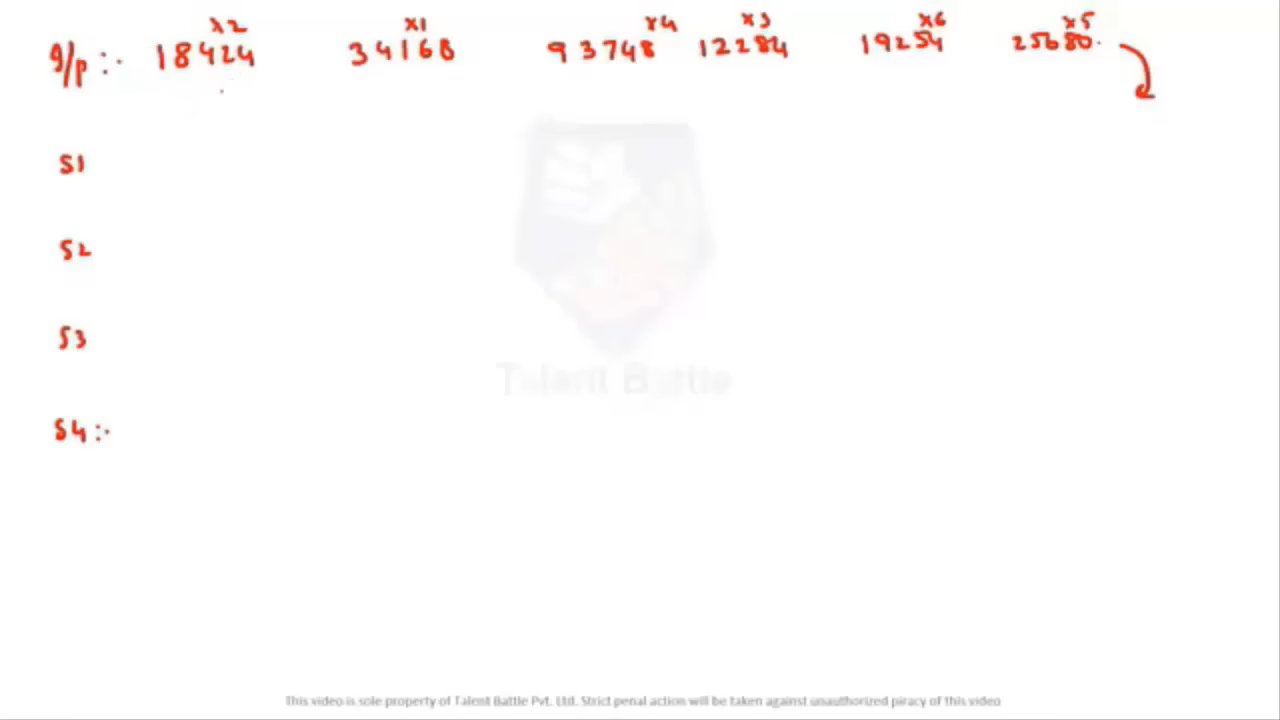 x2 x1 x4 x3 x6 x5
I/p :- 18424 34168 93748 12284 19254 25680.
S1
S2
S3
S4 :-
Talent Battle
This video is sole property of Talent Battle Pvt. Ltd. Strict penal action will be taken against unauthorized piracy of this video